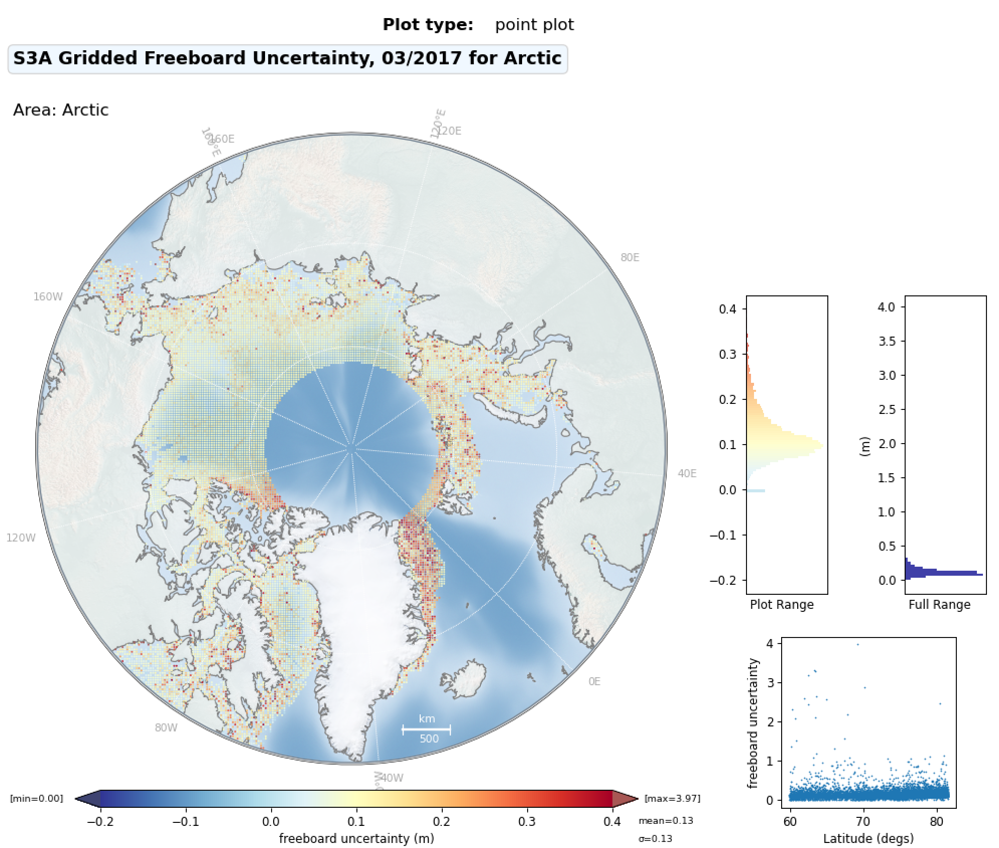 Plot type: point plot
S3A Gridded Freeboard Uncertainty, 03/2017 for Arctic
Area: Arctic
160°E
160E
120°E
120E
80E
160W
40E
120W
0E
80W
40W
km
500
0.4
0.3
0.2
0.1
0.0
−0.1
−0.2
Plot Range
(m)
4.0
3.5
3.0
2.5
2.0
1.5
1.0
0.5
0.0
Full Range
freeboard uncertainty
4
3
2
1
0
60 70 80
Latitude (degs)
[min=0.00]
[max=3.97]
−0.2 −0.1 0.0 0.1 0.2 0.3 0.4
mean=0.13
freeboard uncertainty (m)
σ=0.13